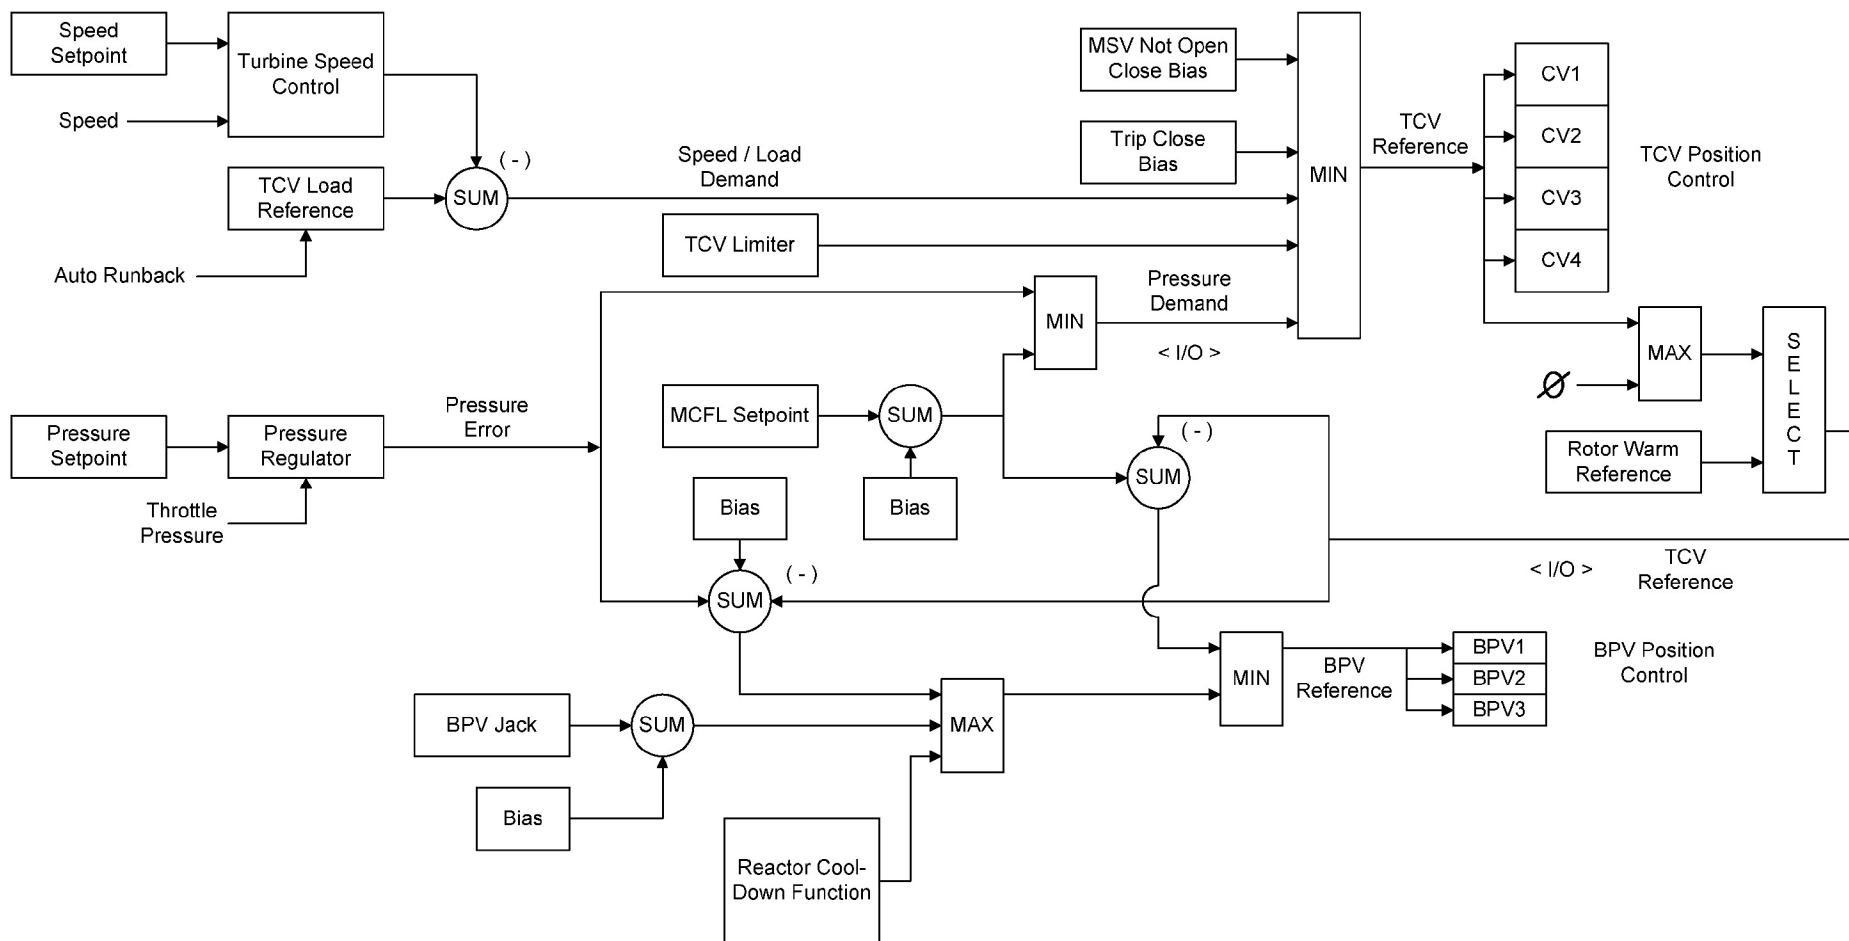 Speed
Setpoint
Turbine Speed
Control
Speed
( - )
TCV Load
Reference
SUM
Auto Runback
Speed / Load
Demand
TCV Limiter
MSV Not Open
Close Bias
Trip Close
Bias
MIN
TCV
Reference
CV1
CV2
CV3
CV4
TCV Position
Control
Pressure
Demand
MIN
< I/O >
MAX
Ø
SELECT
Rotor Warm
Reference
Pressure
Setpoint
Pressure
Regulator
Pressure
Error
Throttle
Pressure
MCFL Setpoint
SUM
Bias
Bias
( - )
SUM
( - )
SUM
< I/O >
TCV
Reference
BPV Jack
SUM
Bias
MAX
Reactor Cool-
Down Function
MIN
BPV
Reference
BPV1
BPV2
BPV3
BPV Position
Control